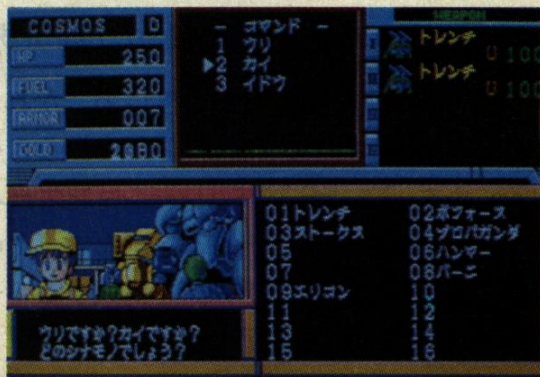 COSMOS D
HP 250
FUEL 320
ARMOR 007
GOLD 2080
ー コマンド ー
1 ウリ
▶2 カイ
3 イドウ
WEAPON
I トレンチ
U 100
II トレンチ
U 100
01トレンチ 02ボフォース
03ストークス 04プロパガンダ
05 06ハンマー
07 08バーニ
09エリコン 10
11 12
13 14
15 16
ウリですか?カイですか?
どのシナモノでしょう?